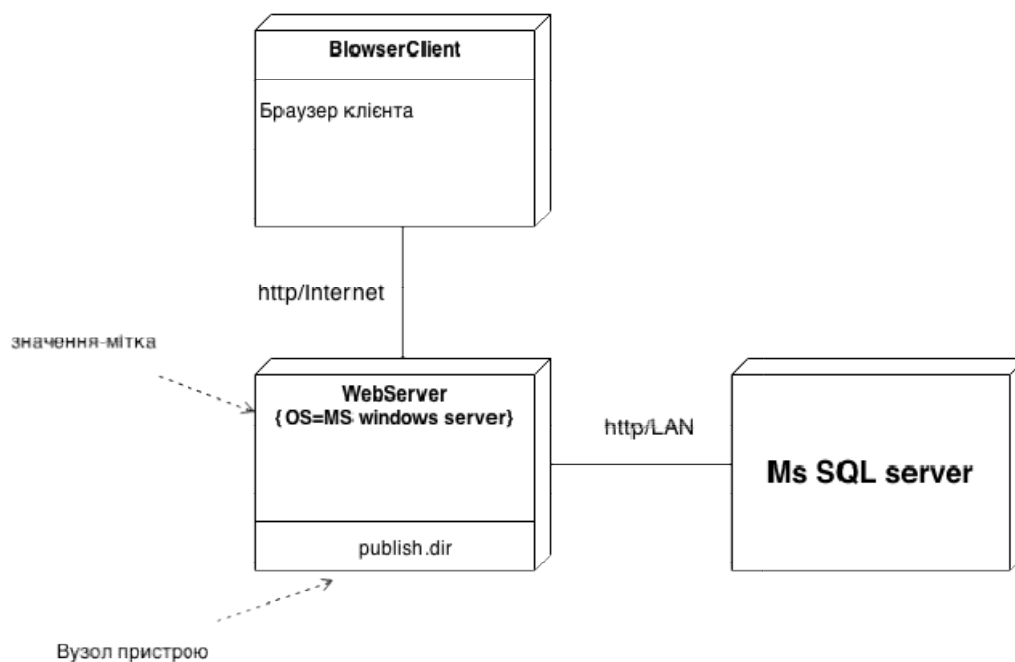 BlowserClient
Браузер клієнта
http/Internet
значення-мітка
WebServer
{OS=MS windows server}
http/LAN
Ms SQL server
publish.dir
Вузол пристрою